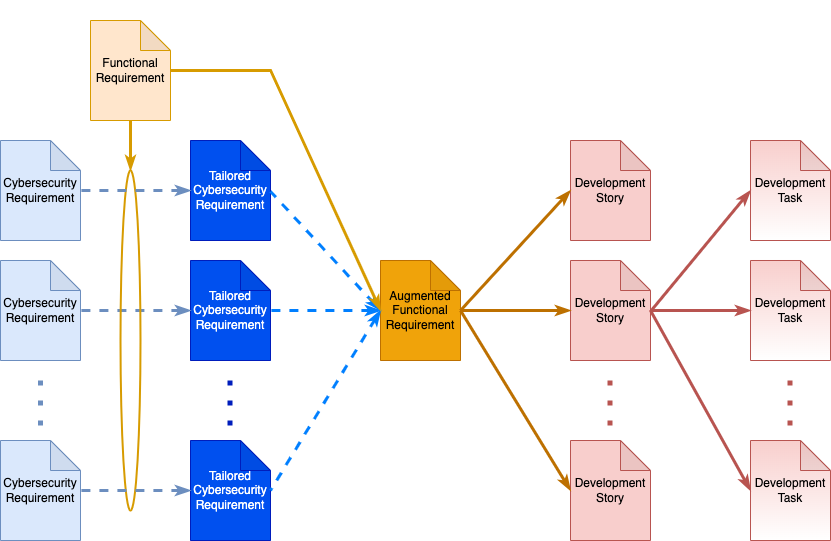 Functional
Requirement
Cybersecurity
Requirement
Tailored
Cybersecurity
Requirement
Development
Story
Development
Task
Cybersecurity
Requirement
Tailored
Cybersecurity
Requirement
Augmented
Functional
Requirement
Development
Story
Development
Task
Cybersecurity
Requirement
Tailored
Cybersecurity
Requirement
Development
Story
Development
Task